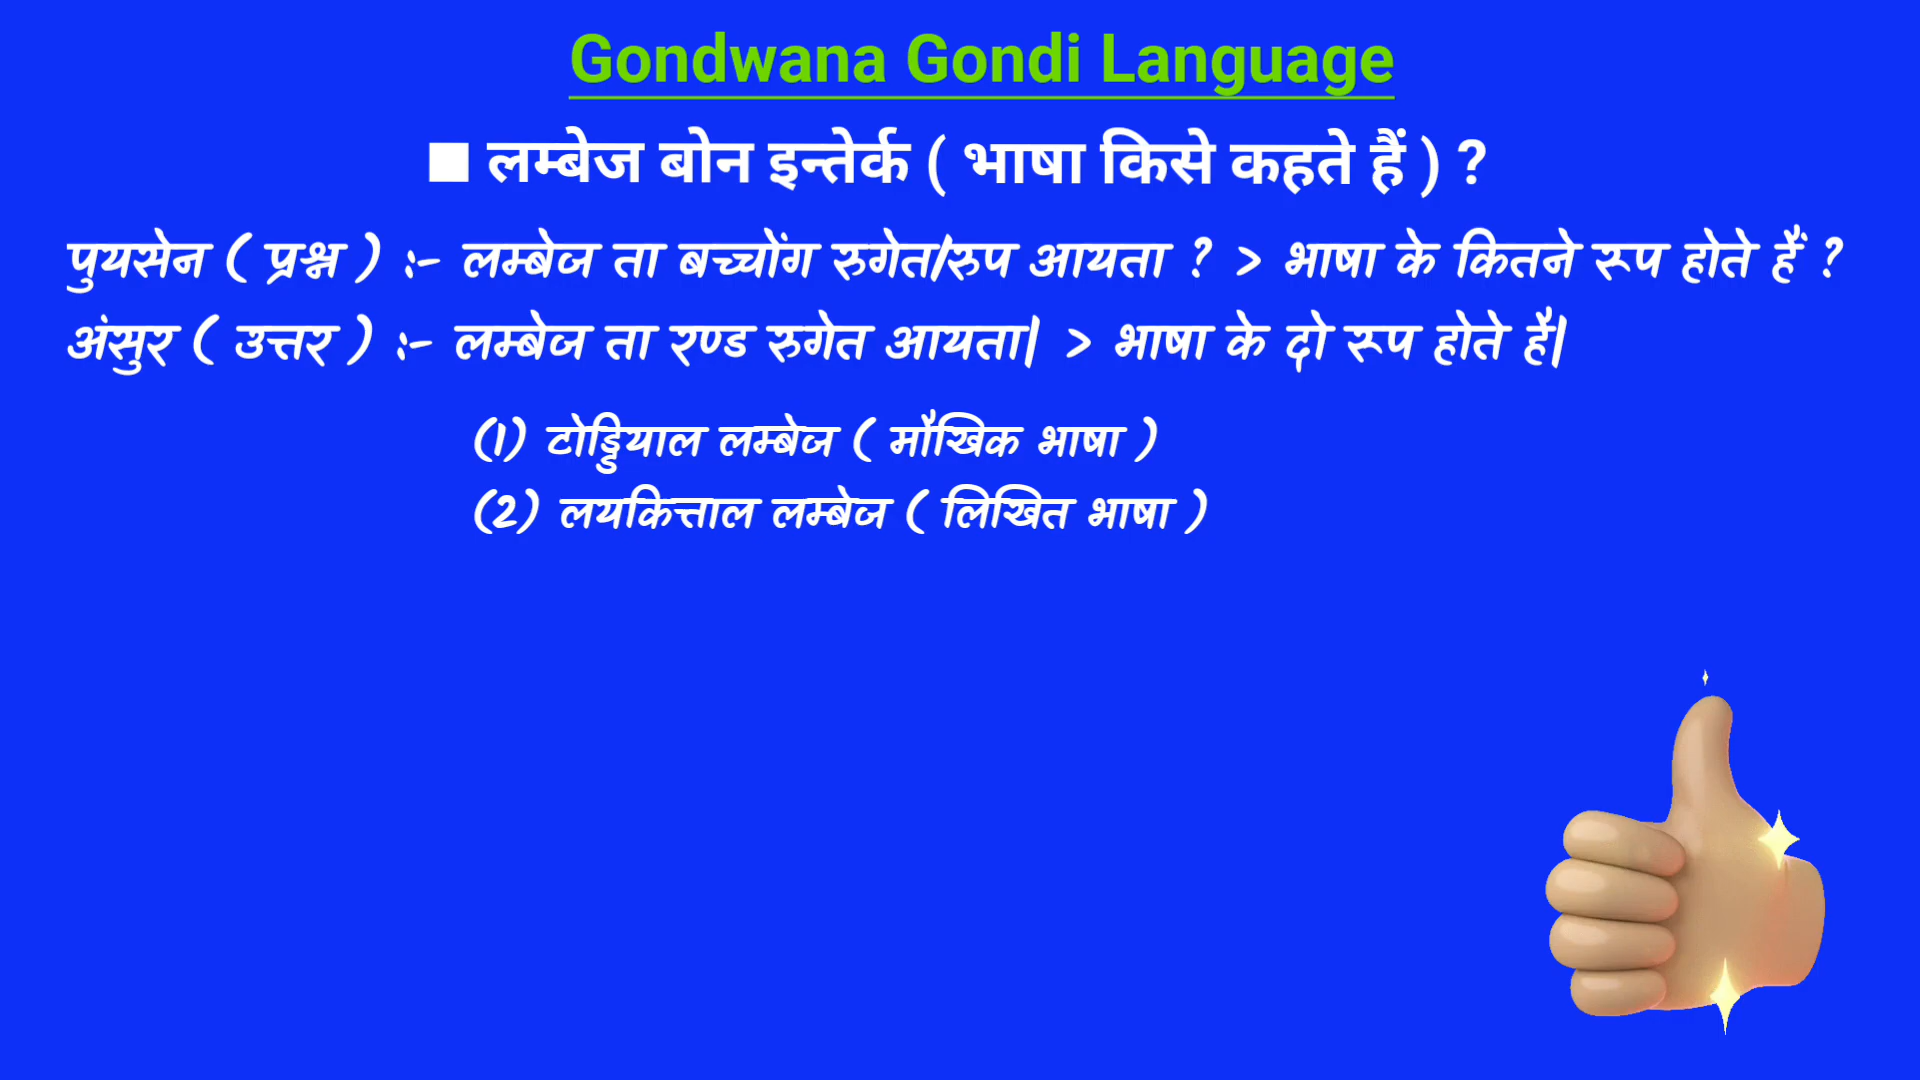 Gondwana Gondi Language
■ लम्बेज बोन इन्तेर्क ( भाषा किसे कहते हैं ) ?
पुयसेन ( प्रश्न ) :- लम्बेज ता बच्चोंग रुगेत/रुप आयता ? > भाषा के कितने रूप होते हैं ?
अंसुर ( उत्तर ) :- लम्बेज ता रण्ड रुगेत आयता| > भाषा के दो रूप होते है|
(1) टोड्डियाल लम्बेज ( मौखिक भाषा )
(2) लयकित्ताल लम्बेज ( लिखित भाषा )